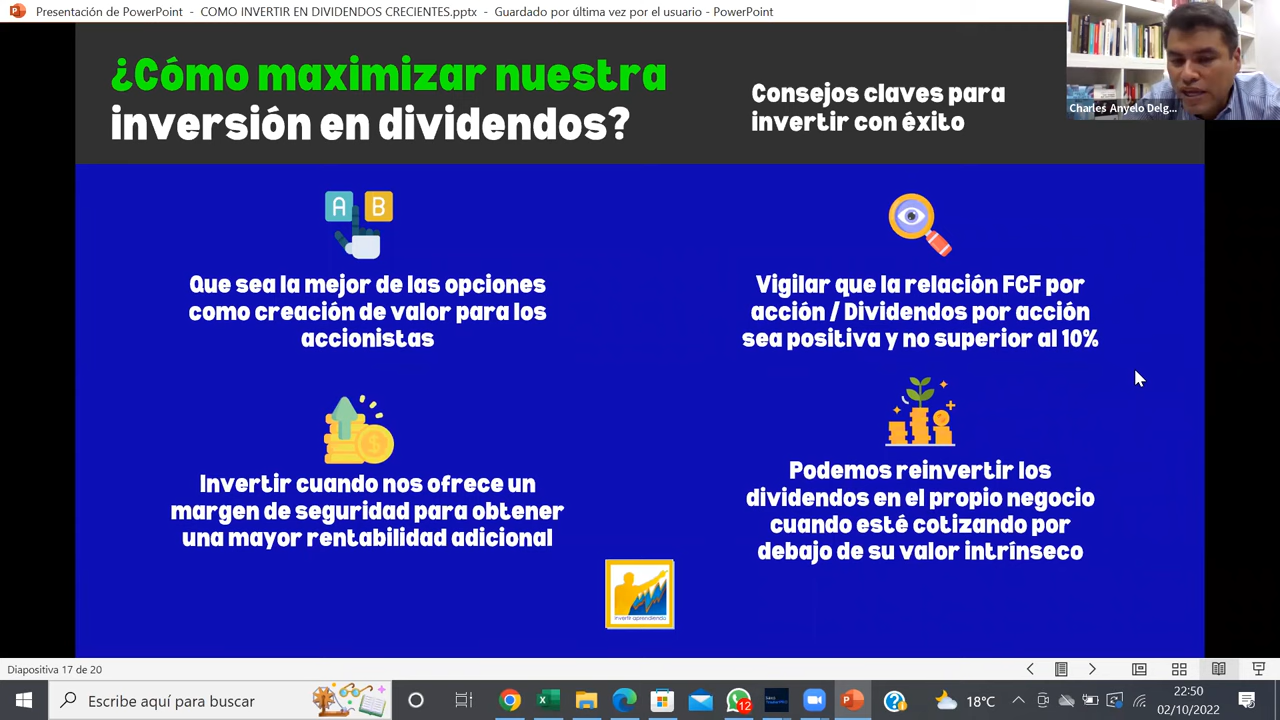 Presentación de PowerPoint - COMO INVERTIR EN DIVIDENDOS CRECIENTES.pptx - Guardado por última vez por el usuario - PowerPoint
¿Cómo maximizar nuestra
inversión en dividendos?
Consejos claves para
invertir con éxito
Charles Anyelo Delg...
A B
Que sea la mejor de las opciones
como creación de valor para los
accionistas
Vigilar que la relación FCF por
acción / Dividendos por acción
sea positiva y no superior al 10%
Invertir cuando nos ofrece un
margen de seguridad para obtener
una mayor rentabilidad adicional
Podemos reinvertir los
dividendos en el propio negocio
cuando esté cotizando por
debajo de su valor intrínseco
invertir aprendiendo
Diapositiva 17 de 20
Escribe aquí para buscar
12
18°C
22:50
02/10/2022